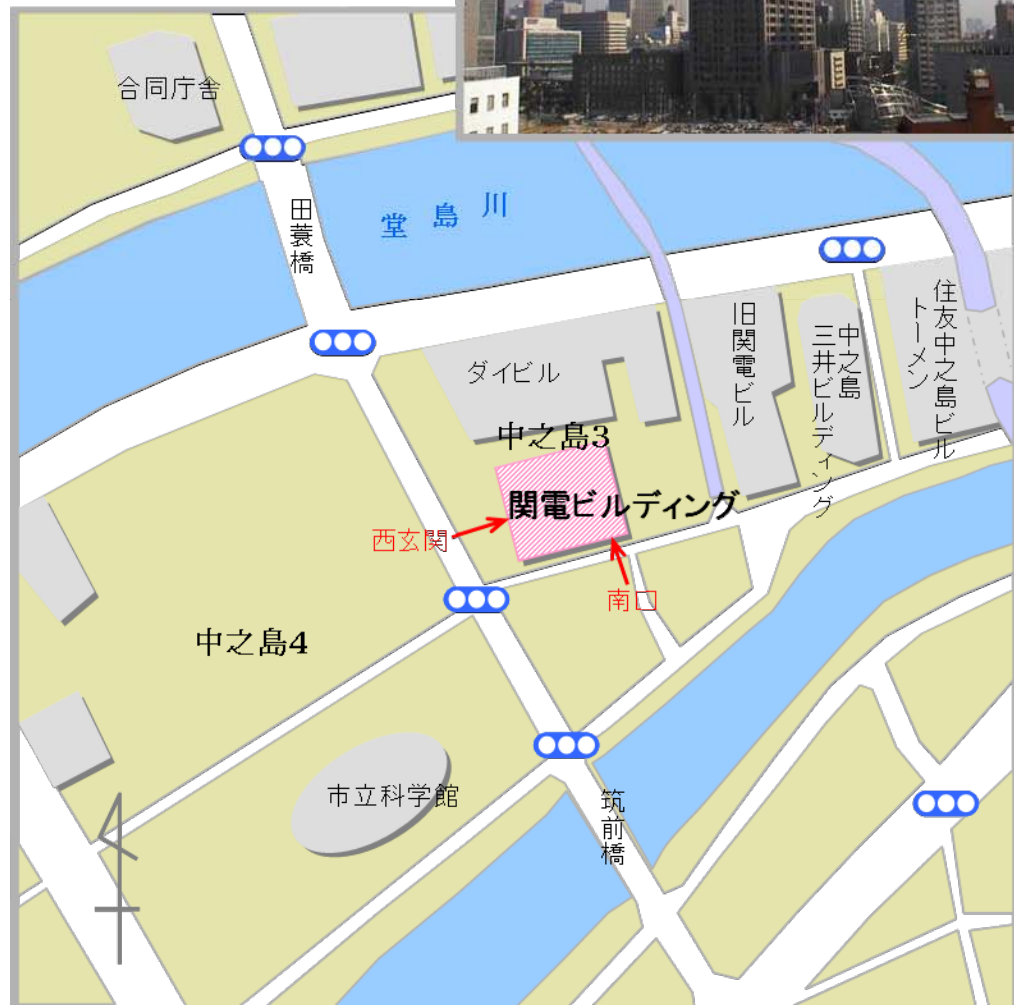 合同庁舎
田蓑橋
堂島川
住友中之島ビル
トーメン
中之島
三井ビルディング
旧関電ビル
ダイビル
中之島3
関電ビルディング
西玄関
南口
中之島4
市立科学館
筑前橋